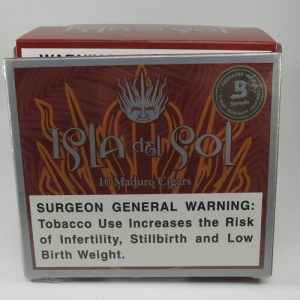 ISLA del SOL
10 Maduro Cigars
SURGEON GENERAL WARNING:
Tobacco Use Increases the Risk
of Infertility, Stillbirth and Low
Birth Weight.